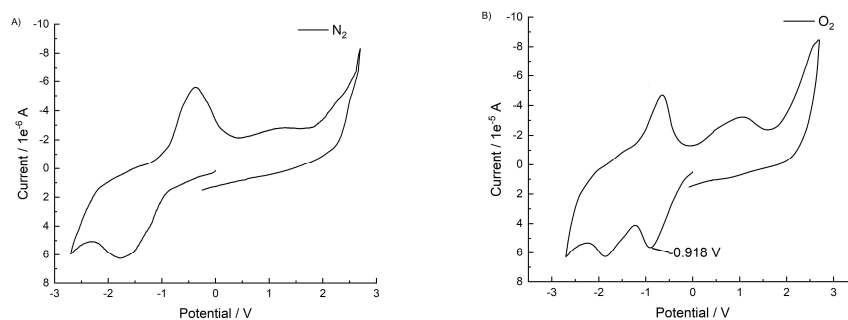 A)
N₂
-10
-8
-6
-4
-2
0
2
4
6
8
Current / 1e⁻⁶ A
-3 -2 -1 0 1 2 3
Potential / V
B)
O₂
-10
-8
-6
-4
-2
0
2
4
6
8
Current / 1e⁻⁵ A
-0.918 V
-3 -2 -1 0 1 2 3
Potential / V